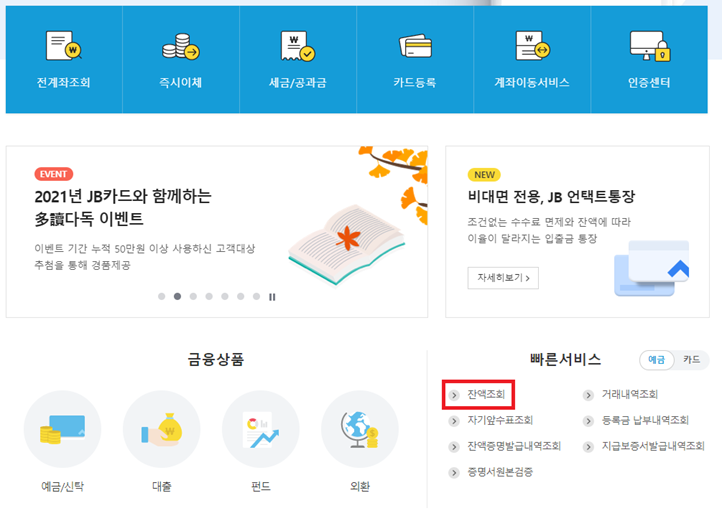 전계좌조회
즉시이체
세금/공과금
카드등록
계좌이동서비스
인증센터
EVENT
2021년 JB카드와 함께하는
多讀다독 이벤트
이벤트 기간 누적 50만원 이상 사용하신 고객대상
추첨을 통해 경품제공
NEW
비대면 전용, JB 언택트통장
조건없는 수수료 면제와 잔액에 따라
이율이 달라지는 입출금 통장
자세히보기 >
금융상품
예금/신탁
대출
펀드
외환
빠른서비스
예금
카드
잔액조회
거래내역조회
자기앞수표조회
등록금 납부내역조회
잔액증명발급내역조회
지급보증서발급내역조회
증명서원본검증